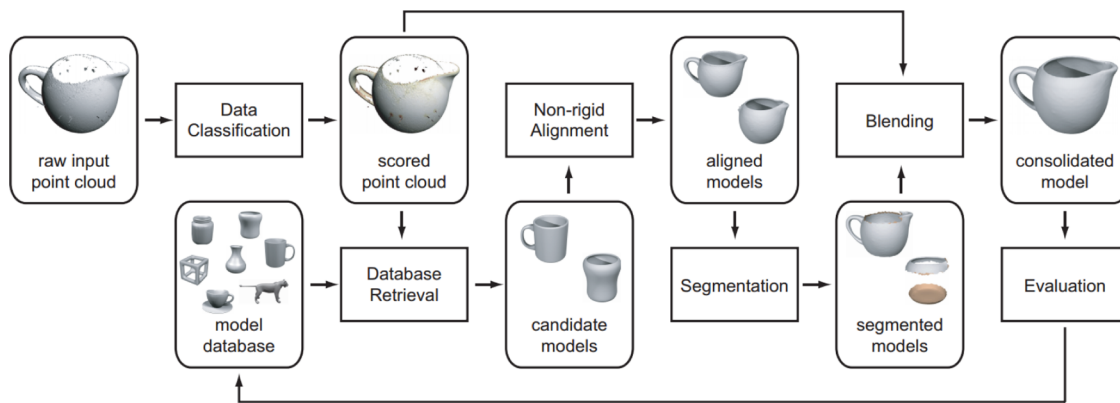 raw input
point cloud
Data
Classification
scored
point cloud
Non-rigid
Alignment
aligned
models
Blending
consolidated
model
model
database
Database
Retrieval
candidate
models
Segmentation
segmented
models
Evaluation